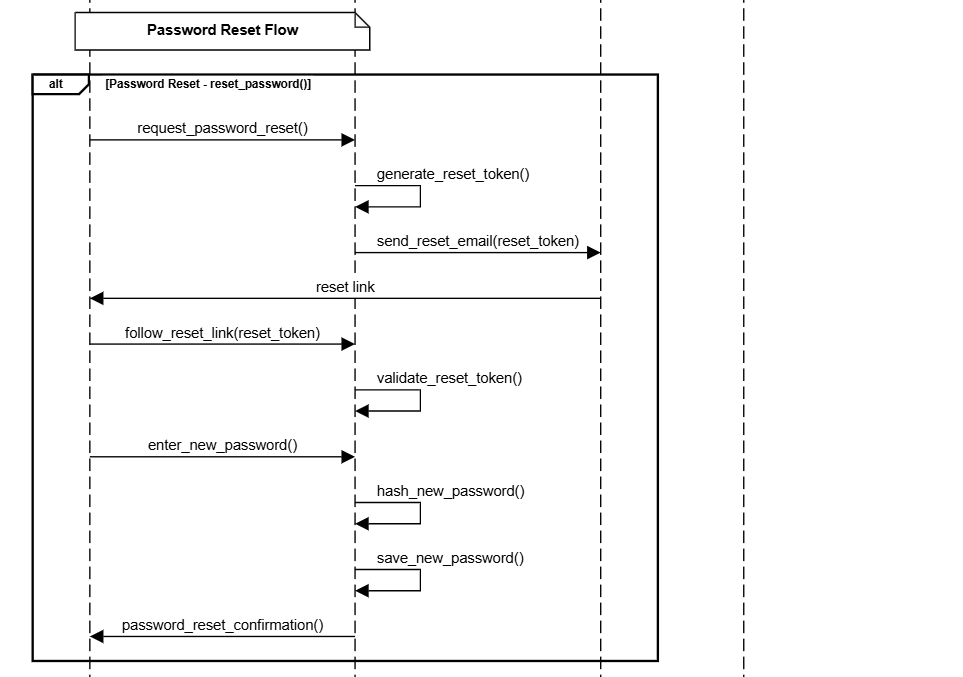 Password Reset Flow
alt
[Password Reset - reset_password()]
request_password_reset()
generate_reset_token()
send_reset_email(reset_token)
reset link
follow_reset_link(reset_token)
validate_reset_token()
enter_new_password()
hash_new_password()
save_new_password()
password_reset_confirmation()